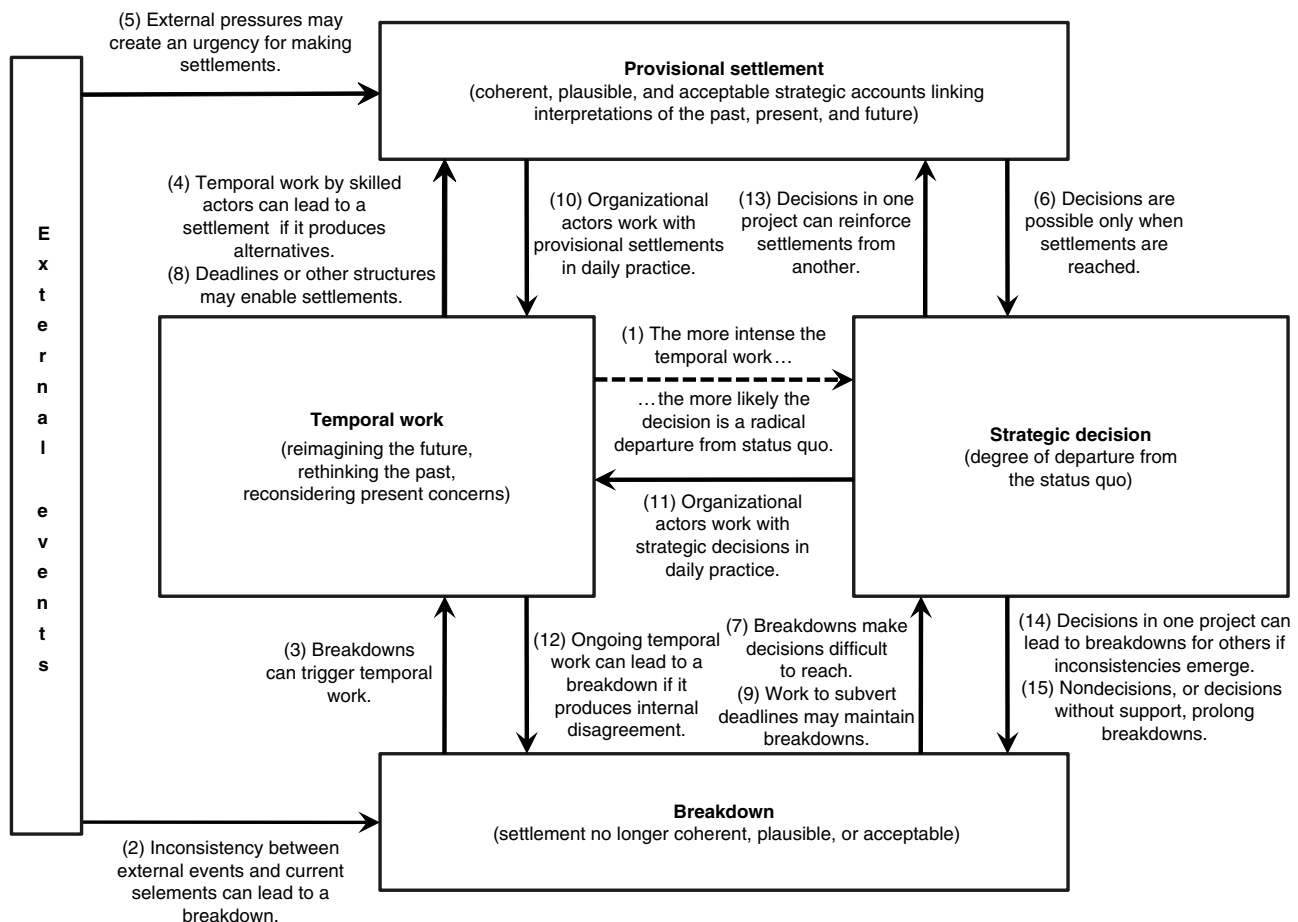 (5) External pressures may
create an urgency for making
settlements.
Provisional settlement
(coherent, plausible, and acceptable strategic accounts linking
interpretations of the past, present, and future)
(4) Temporal work by skilled
actors can lead to a
settlement if it produces
alternatives.
(8) Deadlines or other structures
may enable settlements.
(10) Organizational
actors work with
provisional settlements
in daily practice.
(13) Decisions in one
project can reinforce
settlements from
another.
(6) Decisions are
possible only when
settlements are
reached.
External events
(1) The more intense the
temporal work…
…the more likely the
decision is a radical
departure from status quo.
Temporal work
(reimagining the future,
rethinking the past,
reconsidering present concerns)
Strategic decision
(degree of departure from
the status quo)
(11) Organizational
actors work with
strategic decisions in
daily practice.
(3) Breakdowns
can trigger temporal
work.
(12) Ongoing temporal
work can lead to a
breakdown if it
produces internal
disagreement.
(7) Breakdowns make
decisions difficult
to reach.
(9) Work to subvert
deadlines may maintain
breakdowns.
(14) Decisions in one project can
lead to breakdowns for others if
inconsistencies emerge.
(15) Nondecisions, or decisions
without support, prolong
breakdowns.
Breakdown
(settlement no longer coherent, plausible, or acceptable)
(2) Inconsistency between
external events and current
selements can lead to a
breakdown.